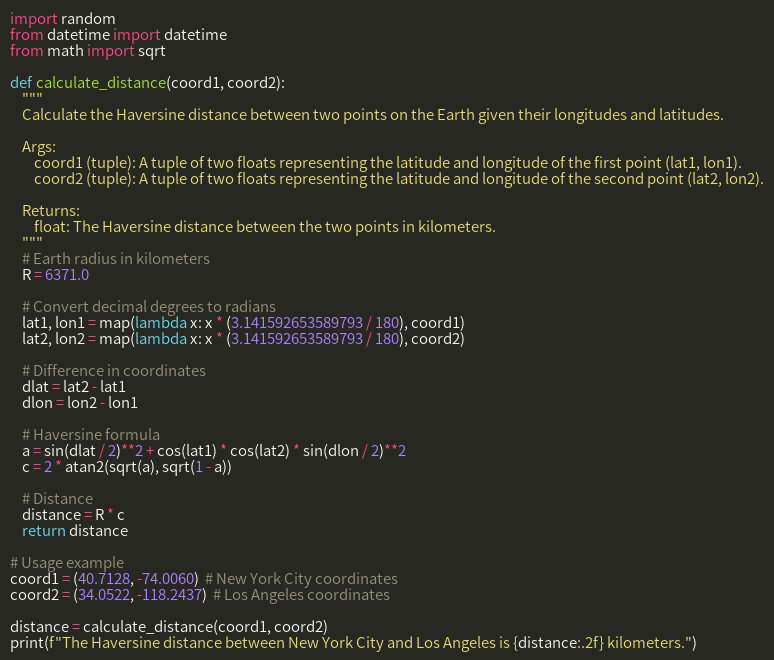 import random
from datetime import datetime
from math import sqrt

def calculate_distance(coord1, coord2):
    """
    Calculate the Haversine distance between two points on the Earth given their longitudes and latitudes.

    Args:
        coord1 (tuple): A tuple of two floats representing the latitude and longitude of the first point (lat1, lon1).
        coord2 (tuple): A tuple of two floats representing the latitude and longitude of the second point (lat2, lon2).

    Returns:
        float: The Haversine distance between the two points in kilometers.
    """
    # Earth radius in kilometers
    R = 6371.0

    # Convert decimal degrees to radians
    lat1, lon1 = map(lambda x: x * (3.141592653589793 / 180), coord1)
    lat2, lon2 = map(lambda x: x * (3.141592653589793 / 180), coord2)

    # Difference in coordinates
    dlat = lat2 - lat1
    dlon = lon2 - lon1

    # Haversine formula
    a = sin(dlat / 2)**2 + cos(lat1) * cos(lat2) * sin(dlon / 2)**2
    c = 2 * atan2(sqrt(a), sqrt(1 - a))

    # Distance
    distance = R * c
    return distance

# Usage example
coord1 = (40.7128, -74.0060)  # New York City coordinates
coord2 = (34.0522, -118.2437)  # Los Angeles coordinates

distance = calculate_distance(coord1, coord2)
print(f"The Haversine distance between New York City and Los Angeles is {distance:.2f} kilometers.")